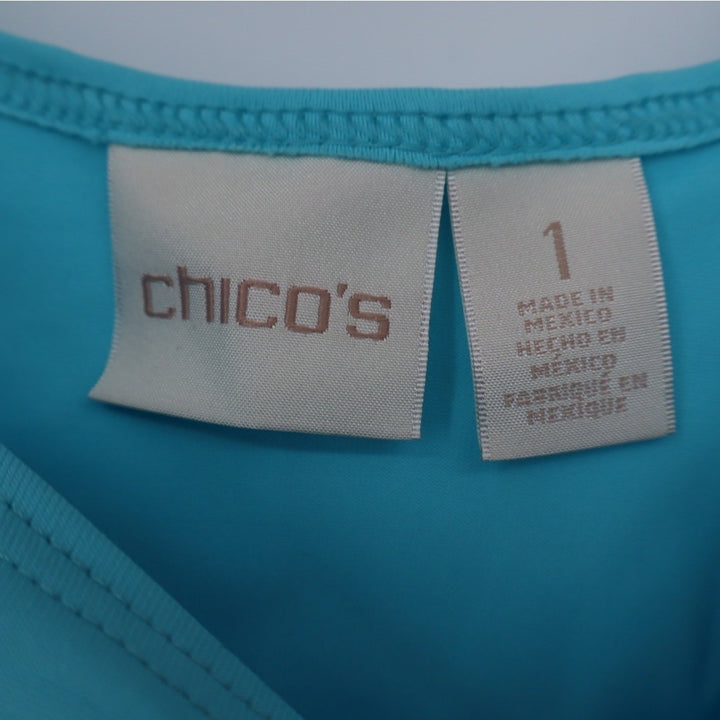 chico's
1
MADE IN
MEXICO
HECHO EN
MÉXICO
FABRIQUÉ EN
MEXIQUE